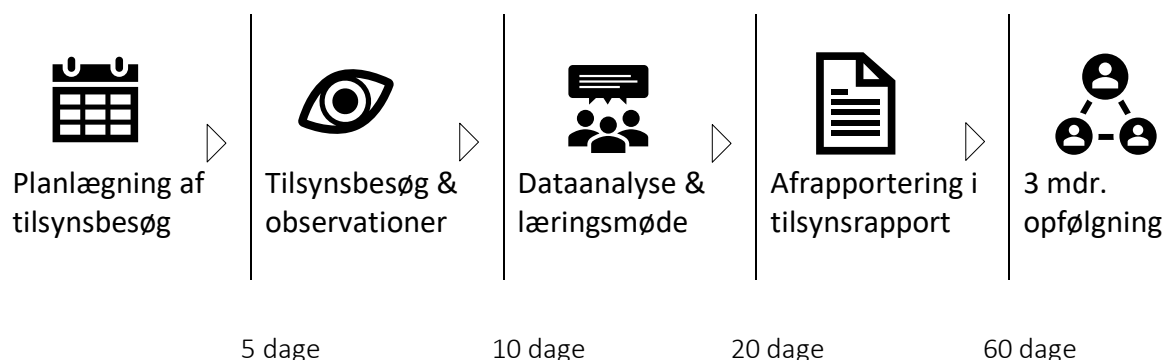 Planlægning af
tilsynsbesøg
Tilsynsbesøg &
observationer
Dataanalyse &
læringsmøde
Afrapportering i
tilsynsrapport
3 mdr.
opfølgning
5 dage
10 dage
20 dage
60 dage